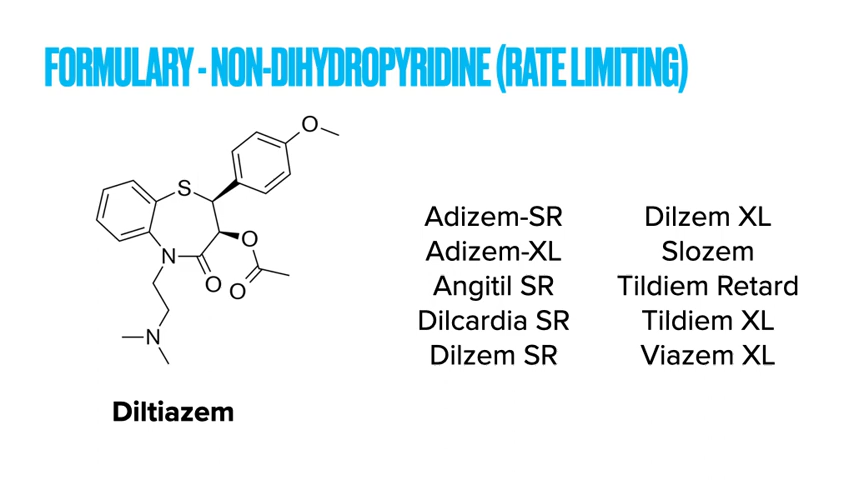 FORMULARY - NON-DIHYDROPYRIDINE (RATE LIMITING)
O
S
N
O
O
O
N
Diltiazem
Adizem-SR
Adizem-XL
Angitil SR
Dilcardia SR
Dilzem SR
Dilzem XL
Slozem
Tildiem Retard
Tildiem XL
Viazem XL